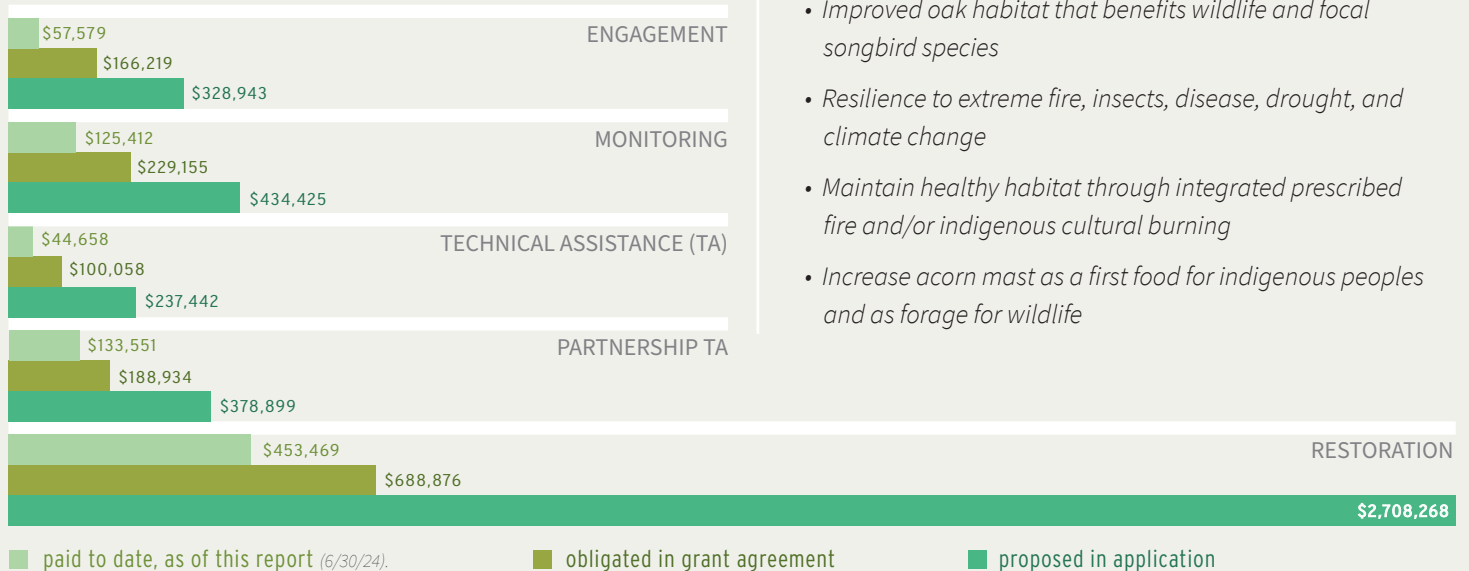 $57,579
ENGAGEMENT
$166,219
$328,943
$125,412
MONITORING
$229,155
$434,425
$44,658
TECHNICAL ASSISTANCE (TA)
$100,058
$237,442
$133,551
PARTNERSHIP TA
$188,934
$378,899
$453,469
RESTORATION
$688,876
$2,708,268
• Improved oak habitat that benefits wildlife and focal
songbird species
• Resilience to extreme fire, insects, disease, drought, and
climate change
• Maintain healthy habitat through integrated prescribed
fire and/or indigenous cultural burning
• Increase acorn mast as a first food for indigenous peoples
and as forage for wildlife
paid to date, as of this report (6/30/24).
obligated in grant agreement
proposed in application